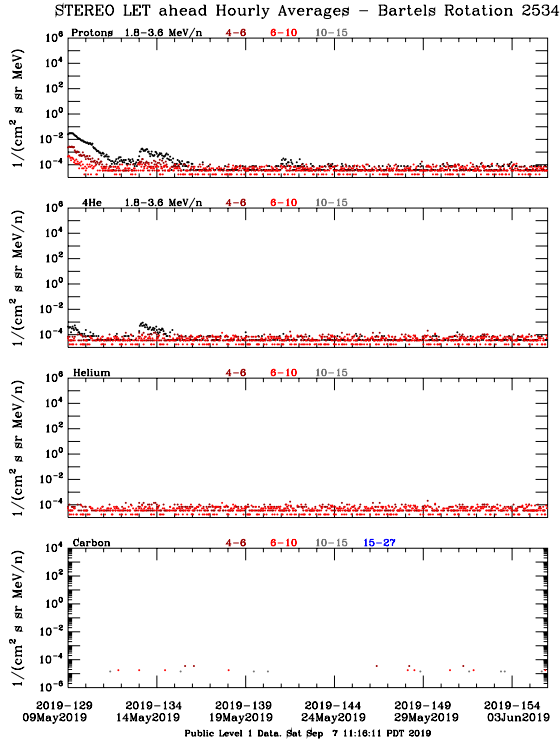 STEREO LET ahead Hourly Averages – Bartels Rotation 2534
Protons 1.8–3.6 MeV/n 4–6 6–10 10–15
10^6
10^4
10^2
10^0
10^-2
10^-4
1/(cm^2 s sr MeV)
4He 1.8–3.6 MeV/n 4–6 6–10 10–15
10^6
10^4
10^2
10^0
10^-2
10^-4
1/(cm^2 s sr MeV/n)
Helium 4–6 6–10 10–15
10^6
10^4
10^2
10^0
10^-2
10^-4
1/(cm^2 s sr MeV/n)
Carbon 4–6 6–10 10–15 15–27
10^4
10^2
10^0
10^-2
10^-4
10^-6
1/(cm^2 s sr MeV/n)
2019–129 2019–134 2019–139 2019–144 2019–149 2019–154
09May2019 14May2019 19May2019 24May2019 29May2019 03Jun2019
Public Level 1 Data. Sat Sep 7 11:16:11 PDT 2019